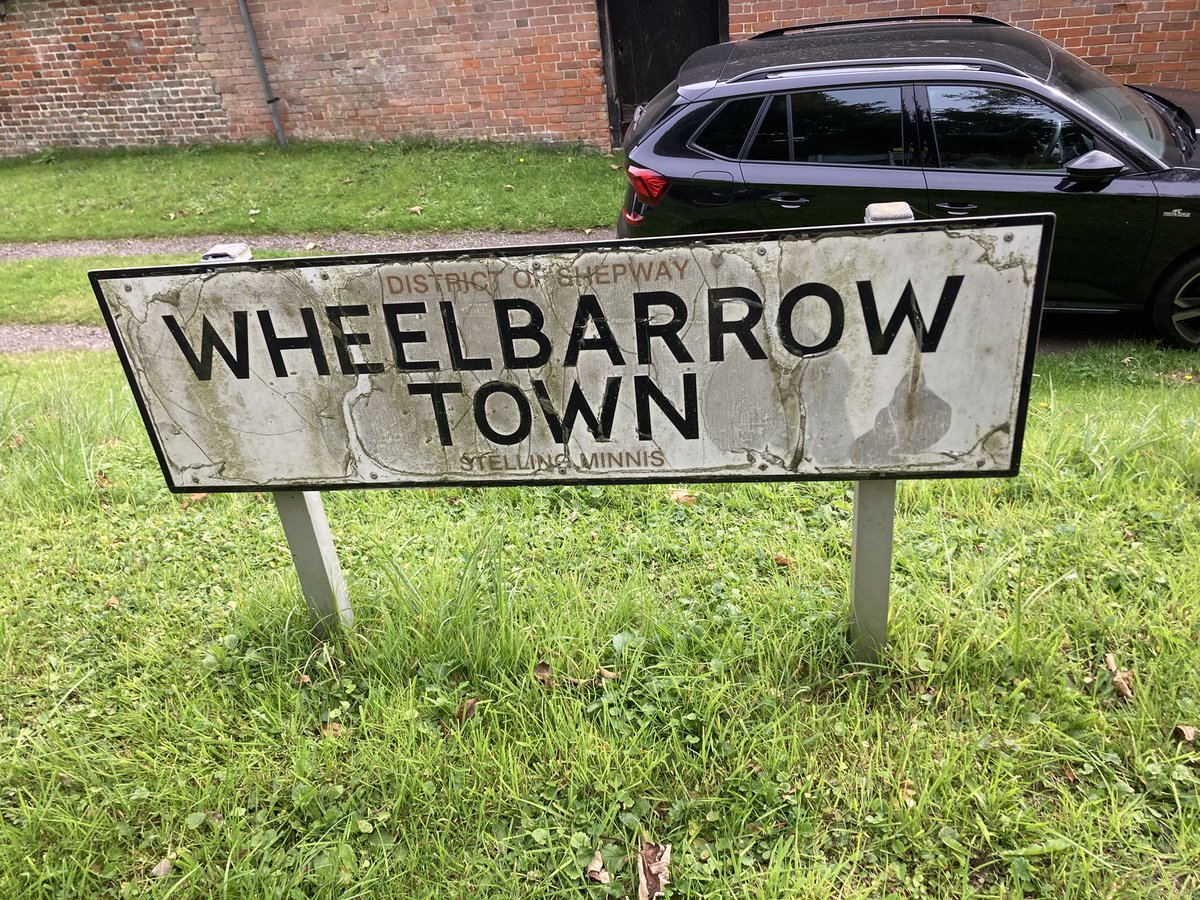 DISTRICT OF SHEPWAY
WHEELBARROW
TOWN
STELLING MINNIS